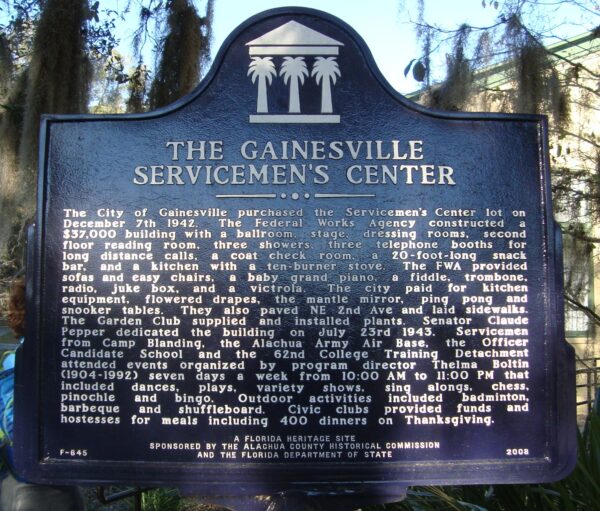 THE GAINESVILLE
SERVICEMEN'S CENTER
The City of Gainesville purchased the Servicemen's Center lot on
December 7th 1942. The Federal Works Agency constructed a
$37,000 building with a ballroom, stage, dressing rooms, second
floor reading room, three showers, three telephone booths for
long distance calls, a coat check room, a 20-foot-long snack
bar, and a kitchen with a ten-burner stove. The FWA provided
sofas and easy chairs, a baby grand piano, a fiddle, trombone,
radio, juke box, and a victrola. The city paid for kitchen
equipment, flowered drapes, the mantle mirror, ping pong and
snooker tables. They also paved NE 2nd Ave and laid sidewalks.
The Garden Club supplied and installed plants. Senator Claude
Pepper dedicated the building on July 23rd 1943. Servicemen
from Camp Blanding, the Alachua Army Air Base, the Officer
Candidate School and the 62nd College Training Detachment
attended events organized by program director Thelma Boltin
(1904-1992) seven days a week from 10:00 AM to 11:00 PM that
included dances, plays, variety shows, sing alongs, chess,
pinochle and bingo. Outdoor activities included badminton,
barbeque and shuffleboard. Civic clubs provided funds and
hostesses for meals including 400 dinners on Thanksgiving.
A FLORIDA HERITAGE SITE
SPONSORED BY THE ALACHUA COUNTY HISTORICAL COMMISSION
F-645 AND THE FLORIDA DEPARTMENT OF STATE 2008